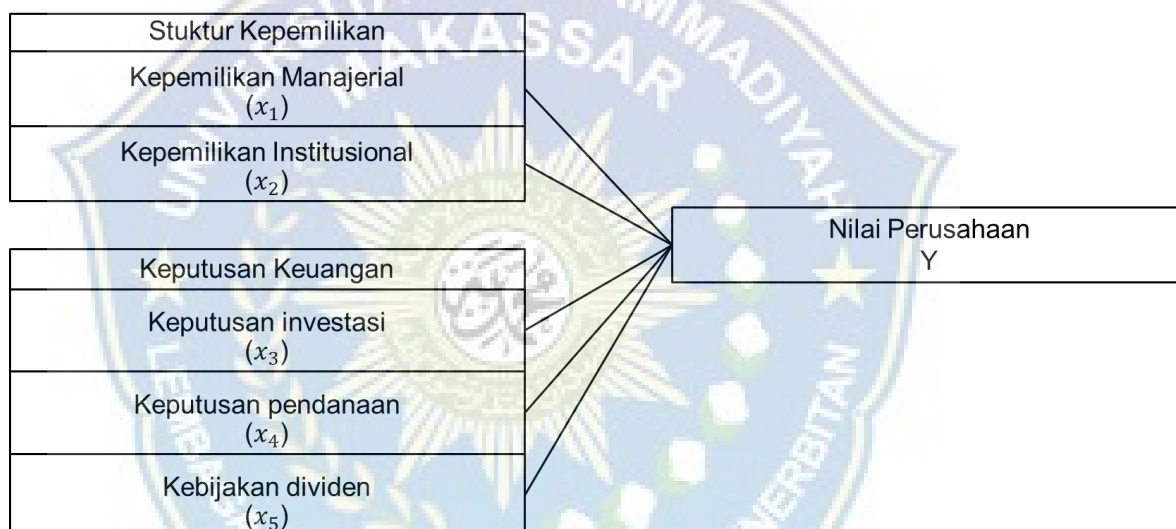 Stuktur Kepemilikan
Kepemilikan Manajerial
(x₁)
Kepemilikan Institusional
(x₂)
Keputusan Keuangan
Keputusan investasi
(x₃)
Keputusan pendanaan
(x₄)
Kebijakan dividen
(x₅)
Nilai Perusahaan
Y
MAKASSAR